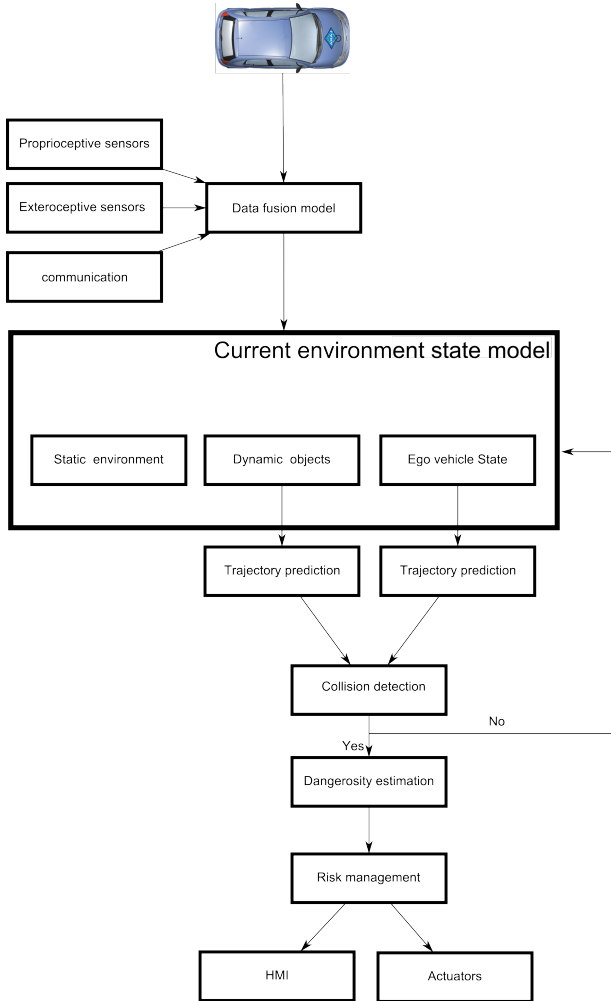 Proprioceptive sensors
Exteroceptive sensors
Data fusion model
communication
Current environment state model
Static environment
Dynamic objects
Ego vehicle State
Trajectory prediction
Trajectory prediction
Collision detection
No
Yes
Dangerosity estimation
Risk management
HMI
Actuators